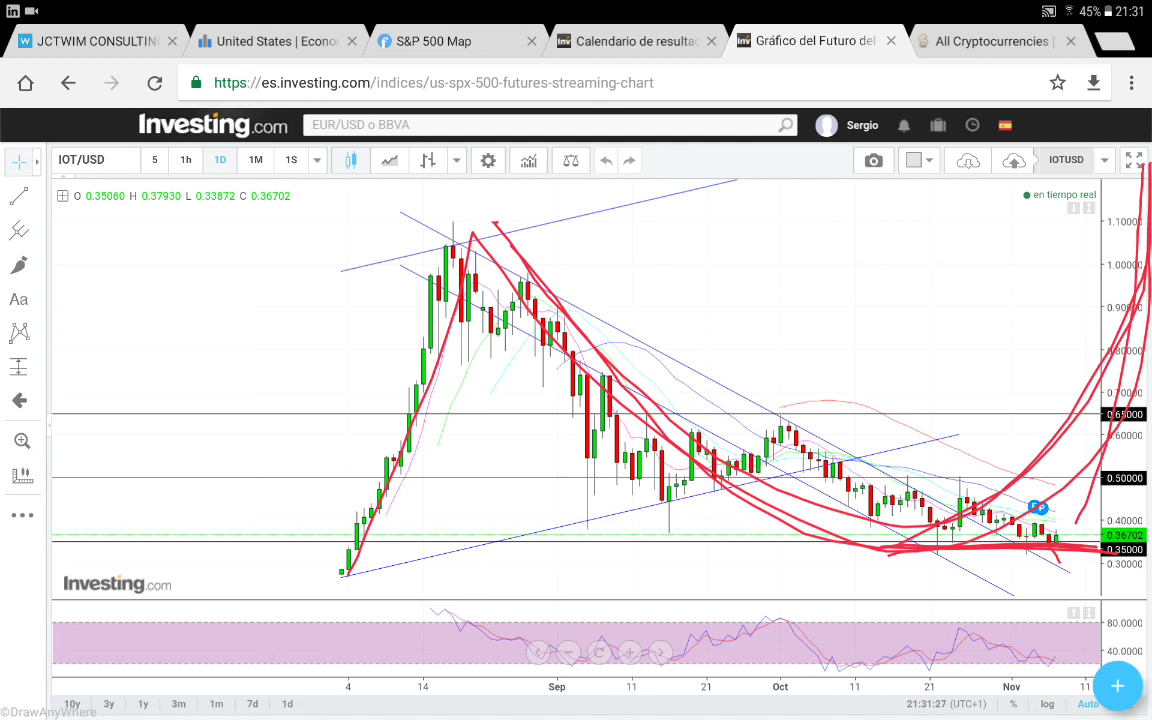 45% 21:31
JCTWIM CONSULTIN
United States | Econo
S&P 500 Map
Calendario de resulta
Gráfico del Futuro del
All Cryptocurrencies |
https://es.investing.com/indices/us-spx-500-futures-streaming-chart
Investing.com
EUR/USD o BBVA
Sergio
IOT/USD
5
1h
1D
1M
1S
IOTUSD
O 0.35060 H 0.37930 L 0.33872 C 0.36702
en tiempo real
1.10000
1.00000
0.90000
0.80000
0.70000
0.65000
0.60000
0.50000
0.40000
0.36702
0.35000
0.30000
Aa
Investing.com
80.0000
40.0000
4
14
Sep
11
21
Oct
11
21
Nov
11
10y
3y
1y
3m
1m
7d
1d
21:31:27 (UTC+1)
%
log
Auto
©DrawAnyWhere